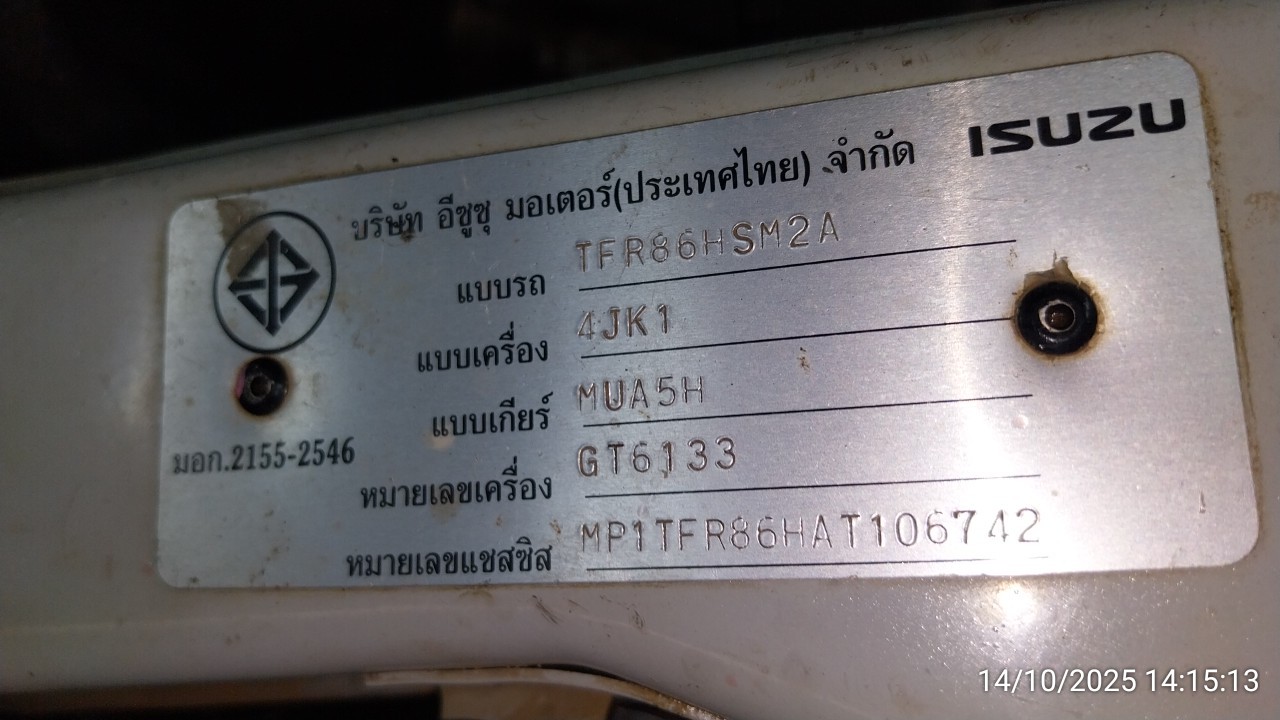 บริษัท อีซูซุ มอเตอร์(ประเทศไทย) จำกัด ISUZU
แบบรถ TFR86HSM2A
แบบเครื่อง 4JK1
แบบเกียร์ MUA5H
มอก.2155-2546
หมายเลขเครื่อง GT6133
หมายเลขแชสซิส MP1TFR86HAT106742
14/10/2025 14:15:13